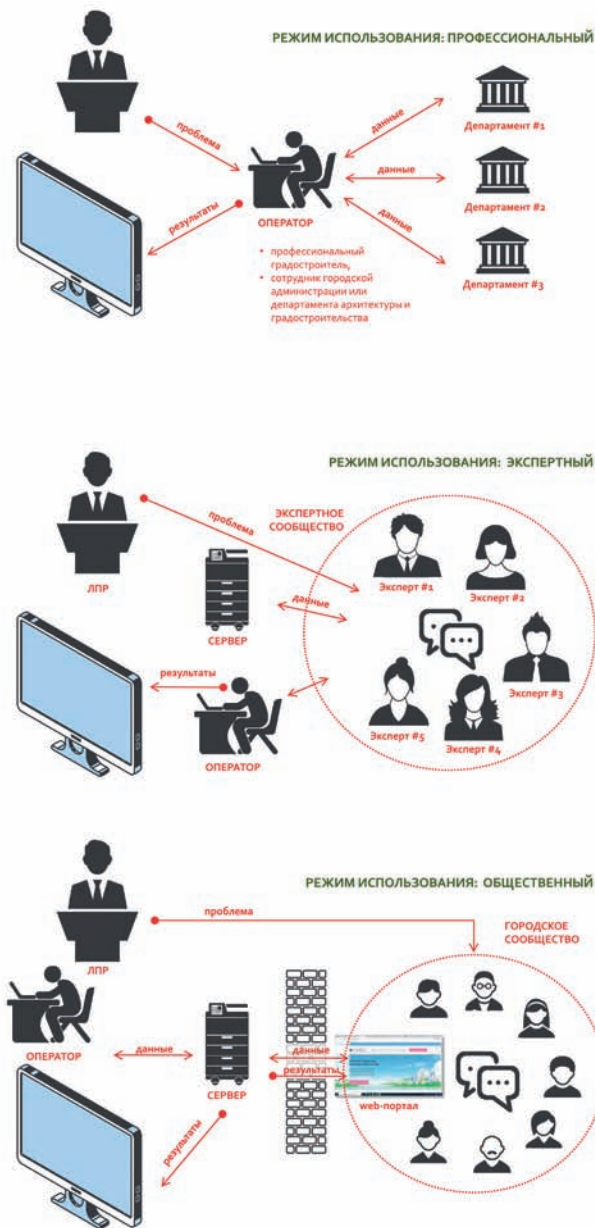 РЕЖИМ ИСПОЛЬЗОВАНИЯ: ПРОФЕССИОНАЛЬНЫЙ
проблема
данные
Департамент #1
данные
Департамент #2
данные
Департамент #3
результаты
ОПЕРАТОР
• профессиональный
градостроитель,
• сотрудник городской
администрации или
департамента архитектуры и
градостроительства
РЕЖИМ ИСПОЛЬЗОВАНИЯ: ЭКСПЕРТНЫЙ
ЛПР
проблема
ЭКСПЕРТНОЕ
СООБЩЕСТВО
Эксперт #1
Эксперт #2
Эксперт #3
Эксперт #4
Эксперт #5
данные
СЕРВЕР
результаты
ОПЕРАТОР
РЕЖИМ ИСПОЛЬЗОВАНИЯ: ОБЩЕСТВЕННЫЙ
проблема
ГОРОДСКОЕ
СООБЩЕСТВО
ЛПР
ОПЕРАТОР
данные
СЕРВЕР
данные
результаты
web-портал
результаты